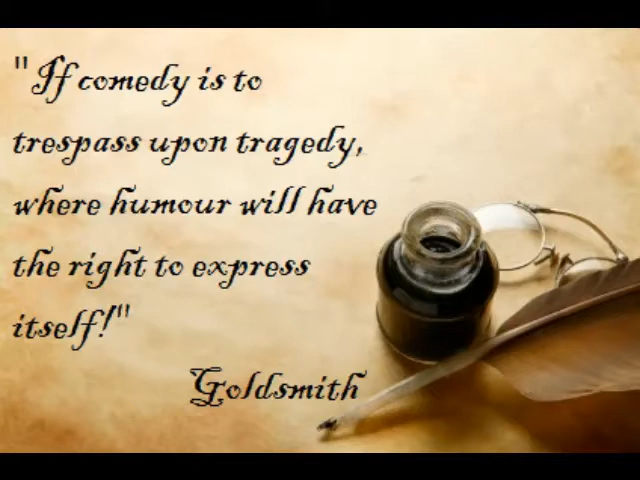 "If comedy is to
trespass upon tragedy,
where humour will have
the right to express
itself!"
Goldsmith